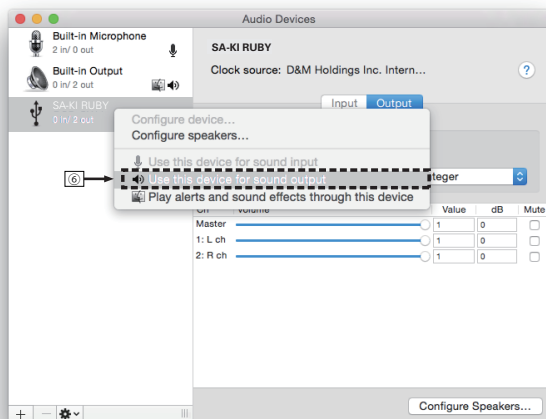 Audio Devices
Built-in Microphone
2 in/ 0 out
Built-in Output
0 in/ 2 out
SA-KI RUBY
0 in/ 2 out
SA-KI RUBY
Clock source: D&M Holdings Inc. Intern...
?
Input Output
Configure device...
Configure speakers...
Use this device for sound input
⑥ Use this device for sound output
Play alerts and sound effects through this device
teger
Ch Volume Value dB Mute
Master 1 0
1: L ch 1 0
2: R ch 1 0
Configure Speakers...